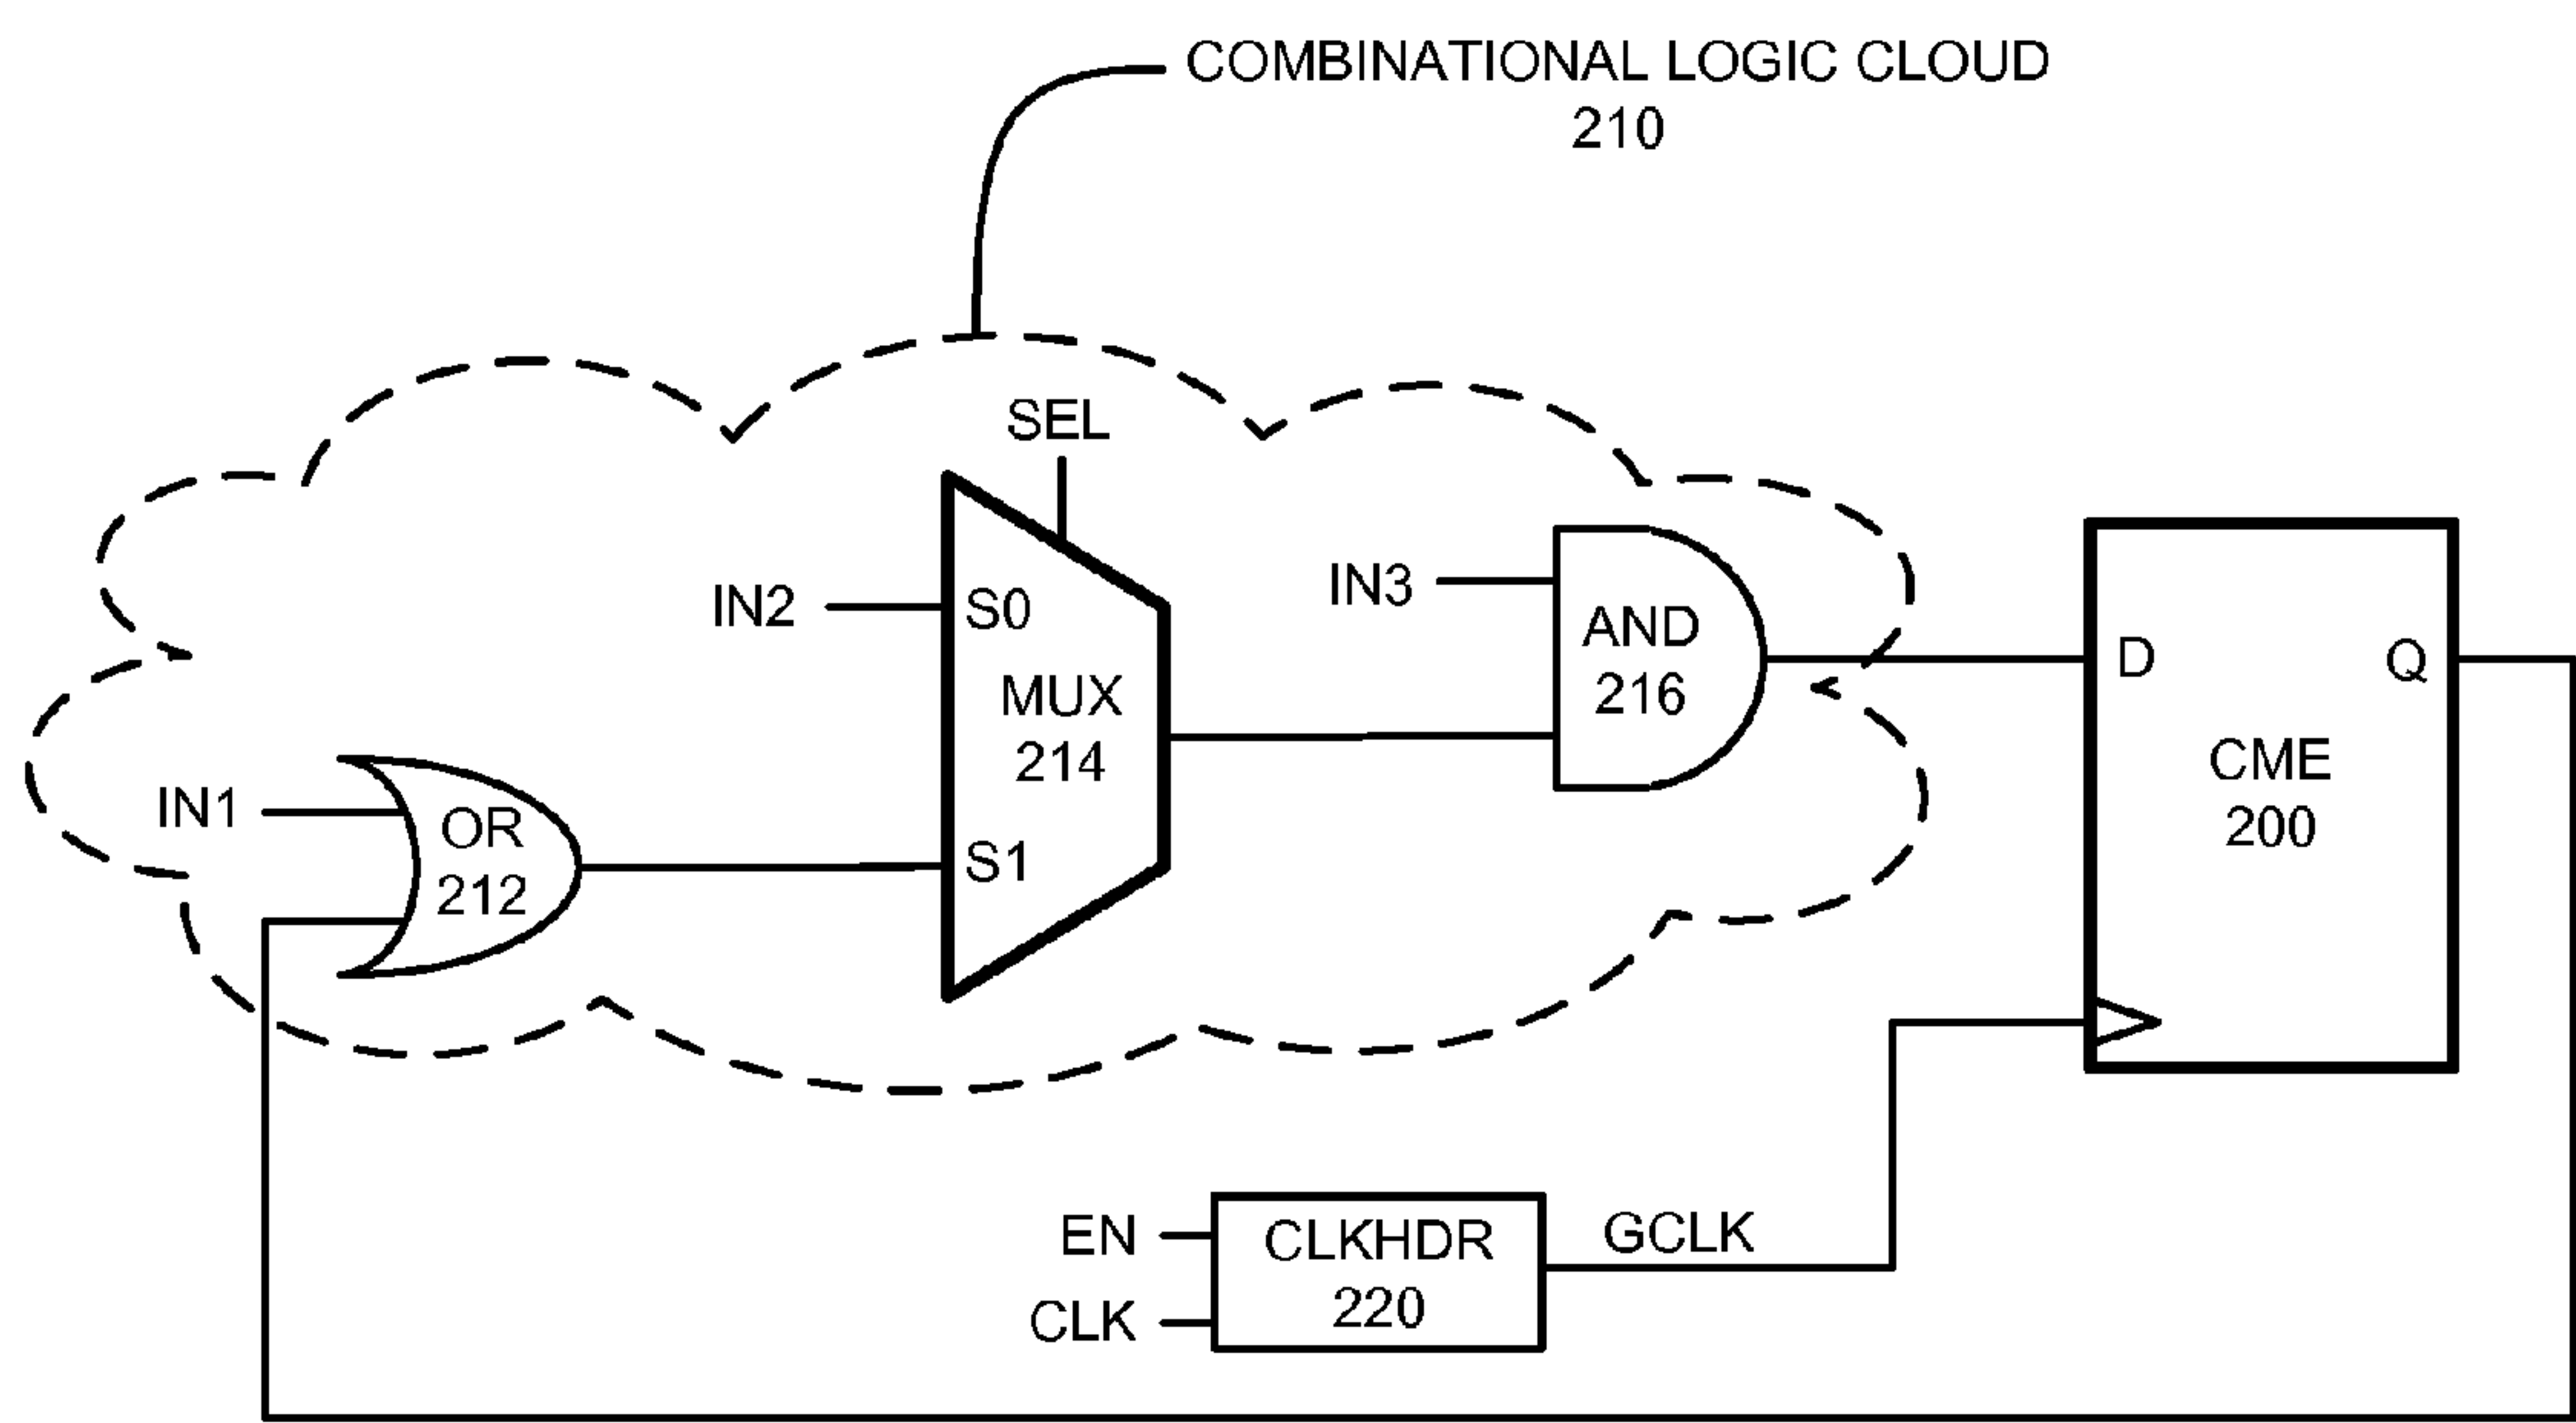 COMBINATIONAL LOGIC CLOUD
210
SEL
IN2
S0
IN3
AND
216
D
Q
MUX
214
CME
200
IN1
OR
212
S1
EN
CLK
CLKHDR
220
GCLK